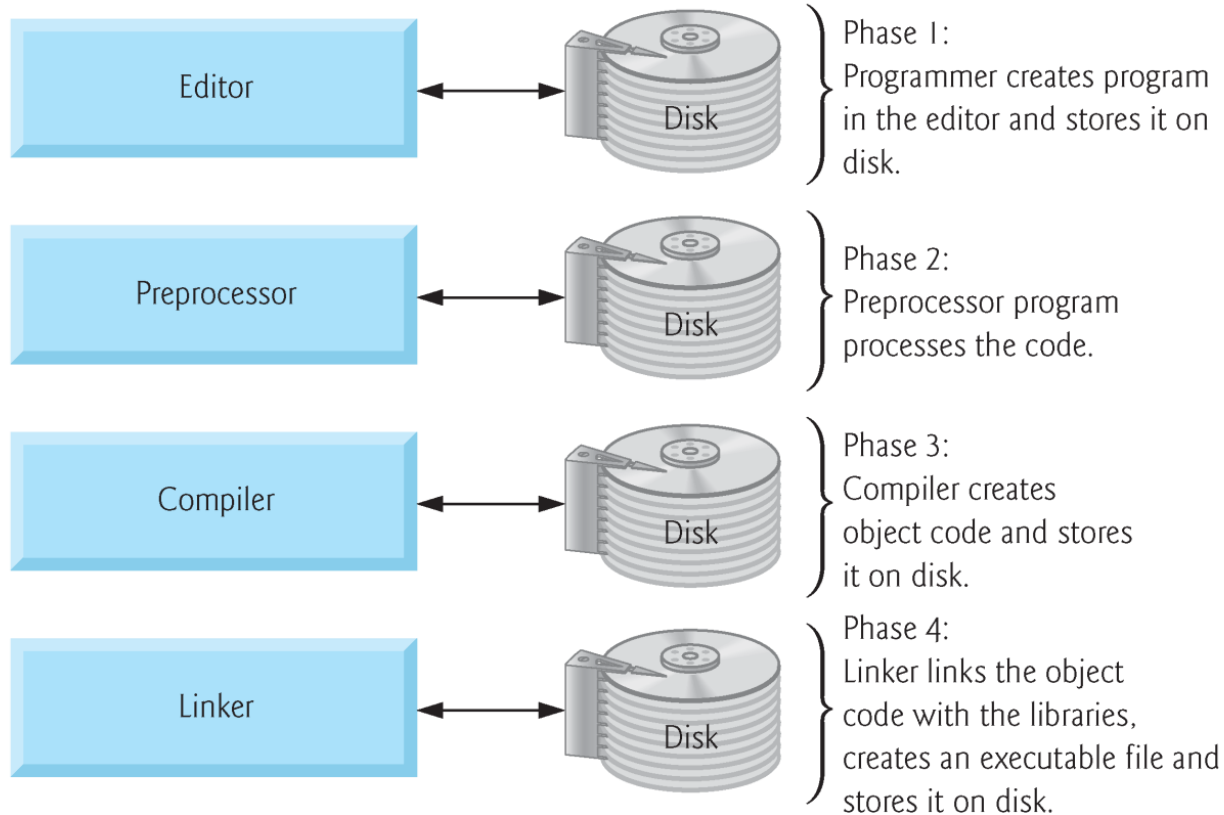 Editor
Disk
Phase 1:
Programmer creates program
in the editor and stores it on
disk.
Preprocessor
Disk
Phase 2:
Preprocessor program
processes the code.
Compiler
Disk
Phase 3:
Compiler creates
object code and stores
it on disk.
Linker
Disk
Phase 4:
Linker links the object
code with the libraries,
creates an executable file and
stores it on disk.